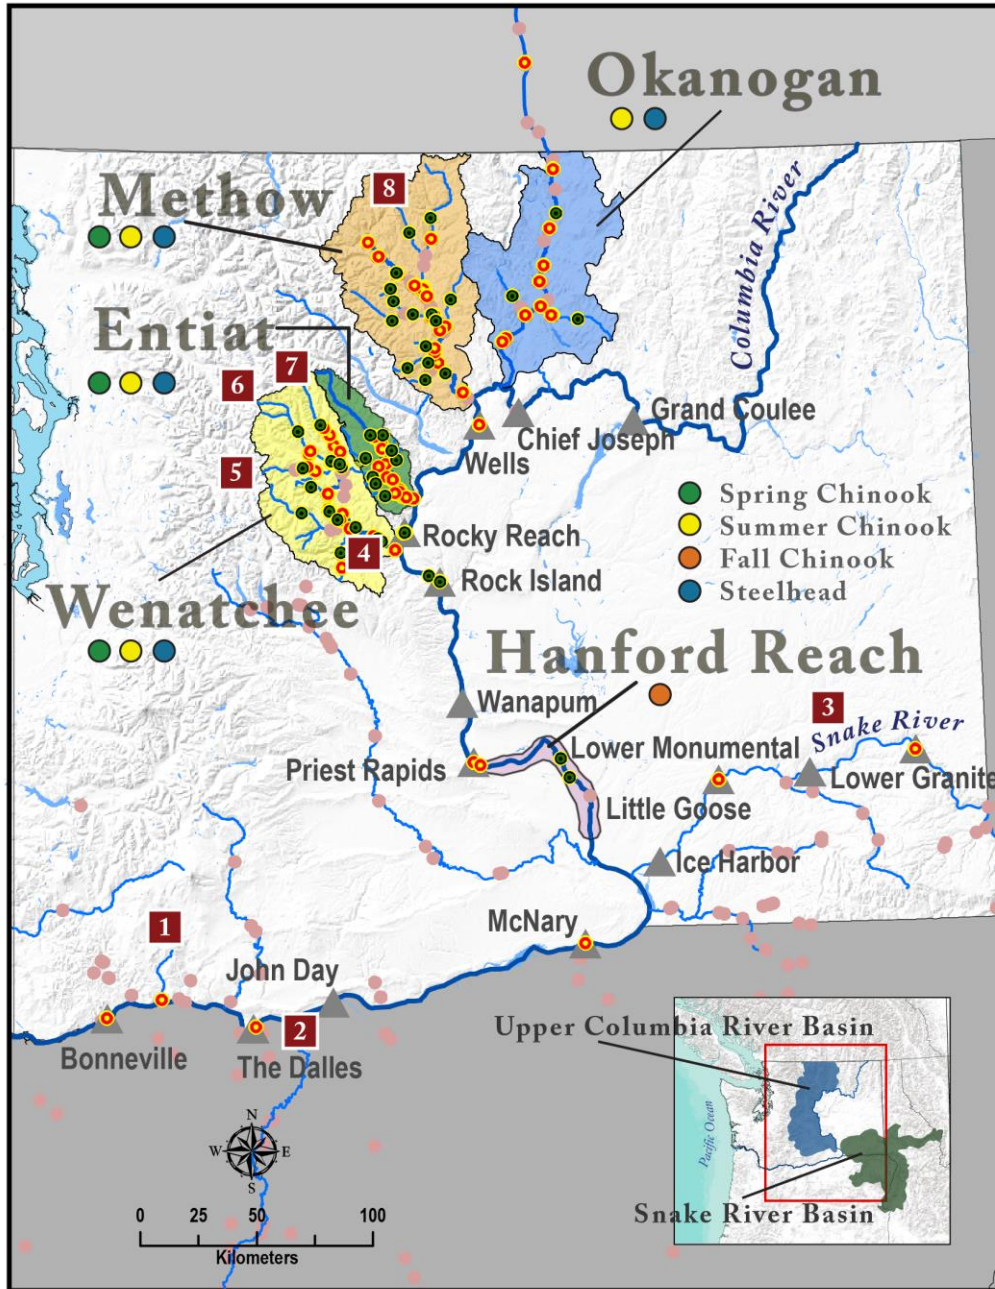 Okanogan
8
Methow
Columbia River
Entiat
7
6
Grand Coulee
Chief Joseph
Wells
5
Spring Chinook
Summer Chinook
Fall Chinook
Steelhead
Rocky Reach
4
Rock Island
Wenatchee
Hanford Reach
Wanapum
3
Snake River
Lower Monumental
Priest Rapids
Lower Granite
Little Goose
Ice Harbor
McNary
1
John Day
2
Bonneville
The Dalles
Upper Columbia River Basin
Pacific Ocean
Snake River Basin
N
W E
S
0 25 50 100
Kilometers